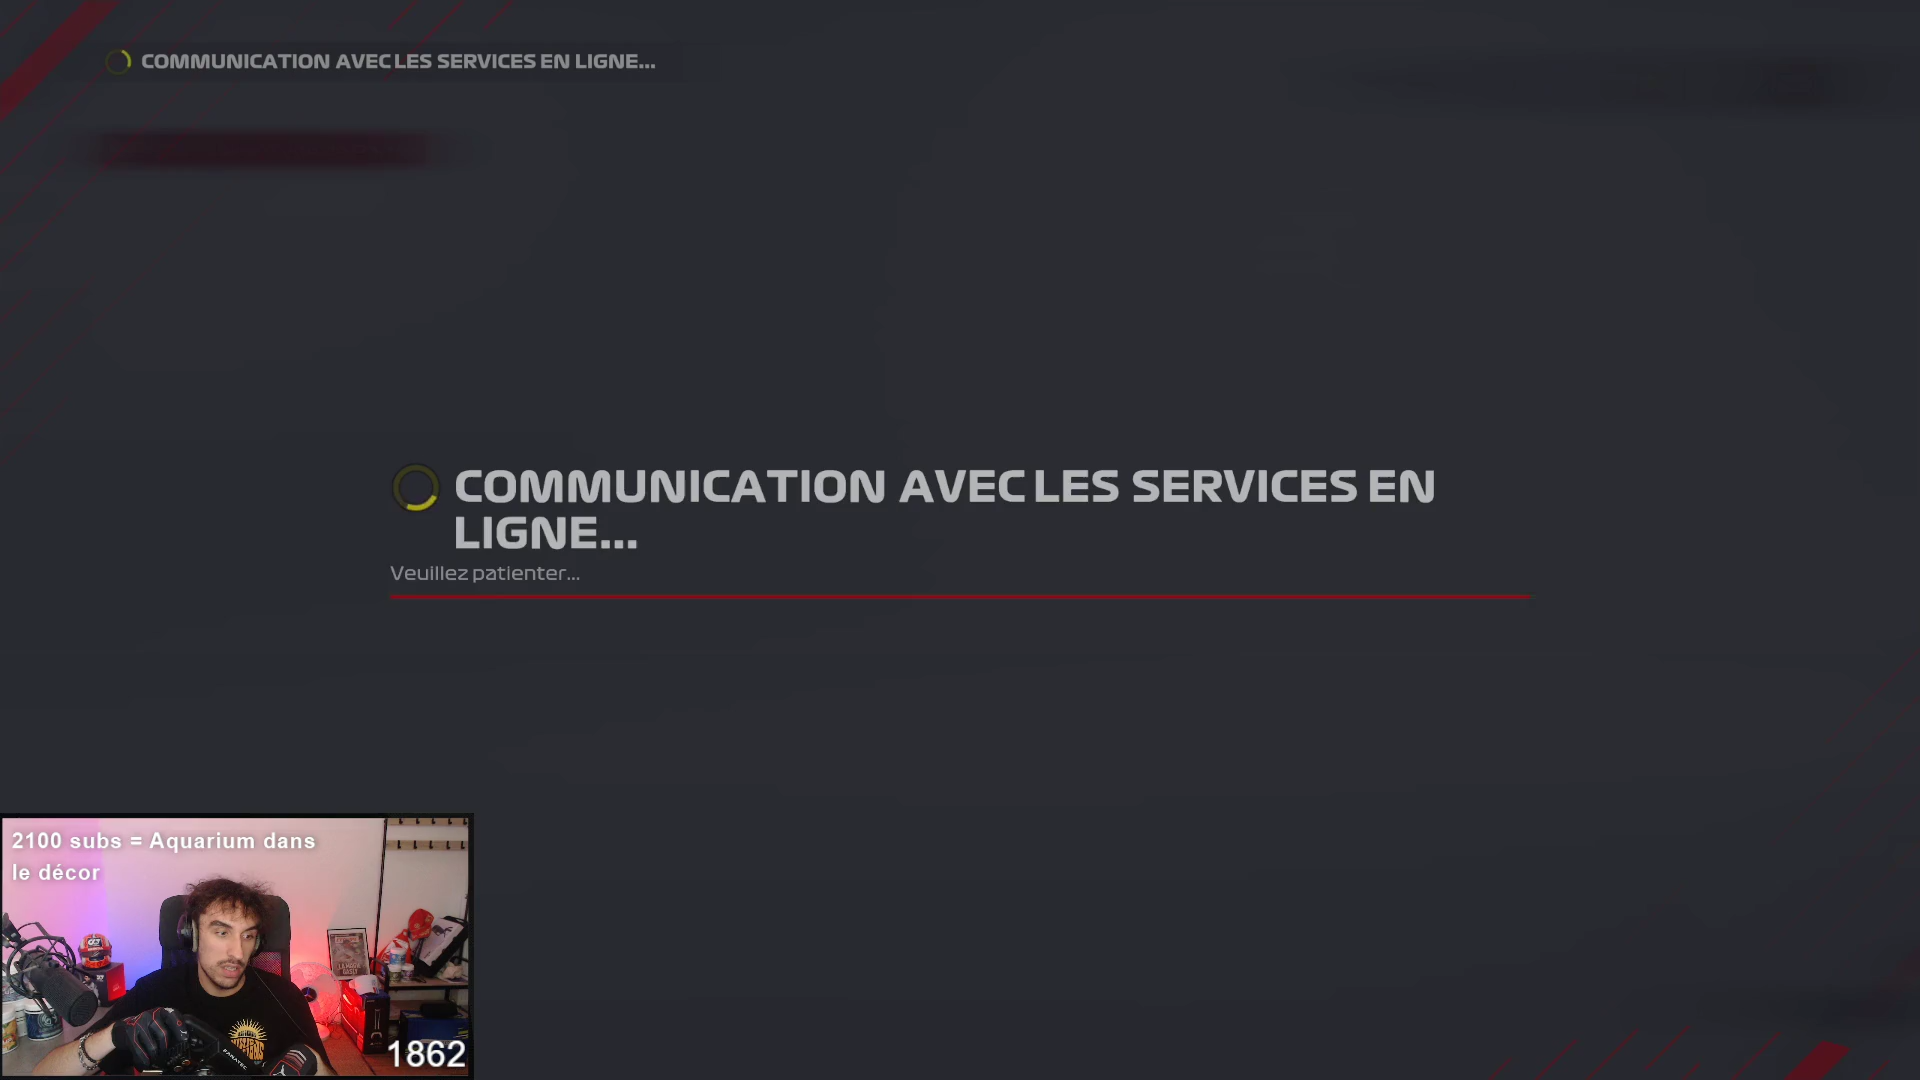 COMMUNICATION AVEC LES SERVICES EN LIGNE...
COMMUNICATION AVEC LES SERVICES EN
LIGNE...
Veuillez patienter...
2100 subs = Aquarium dans
le décor
FANATEC
1862